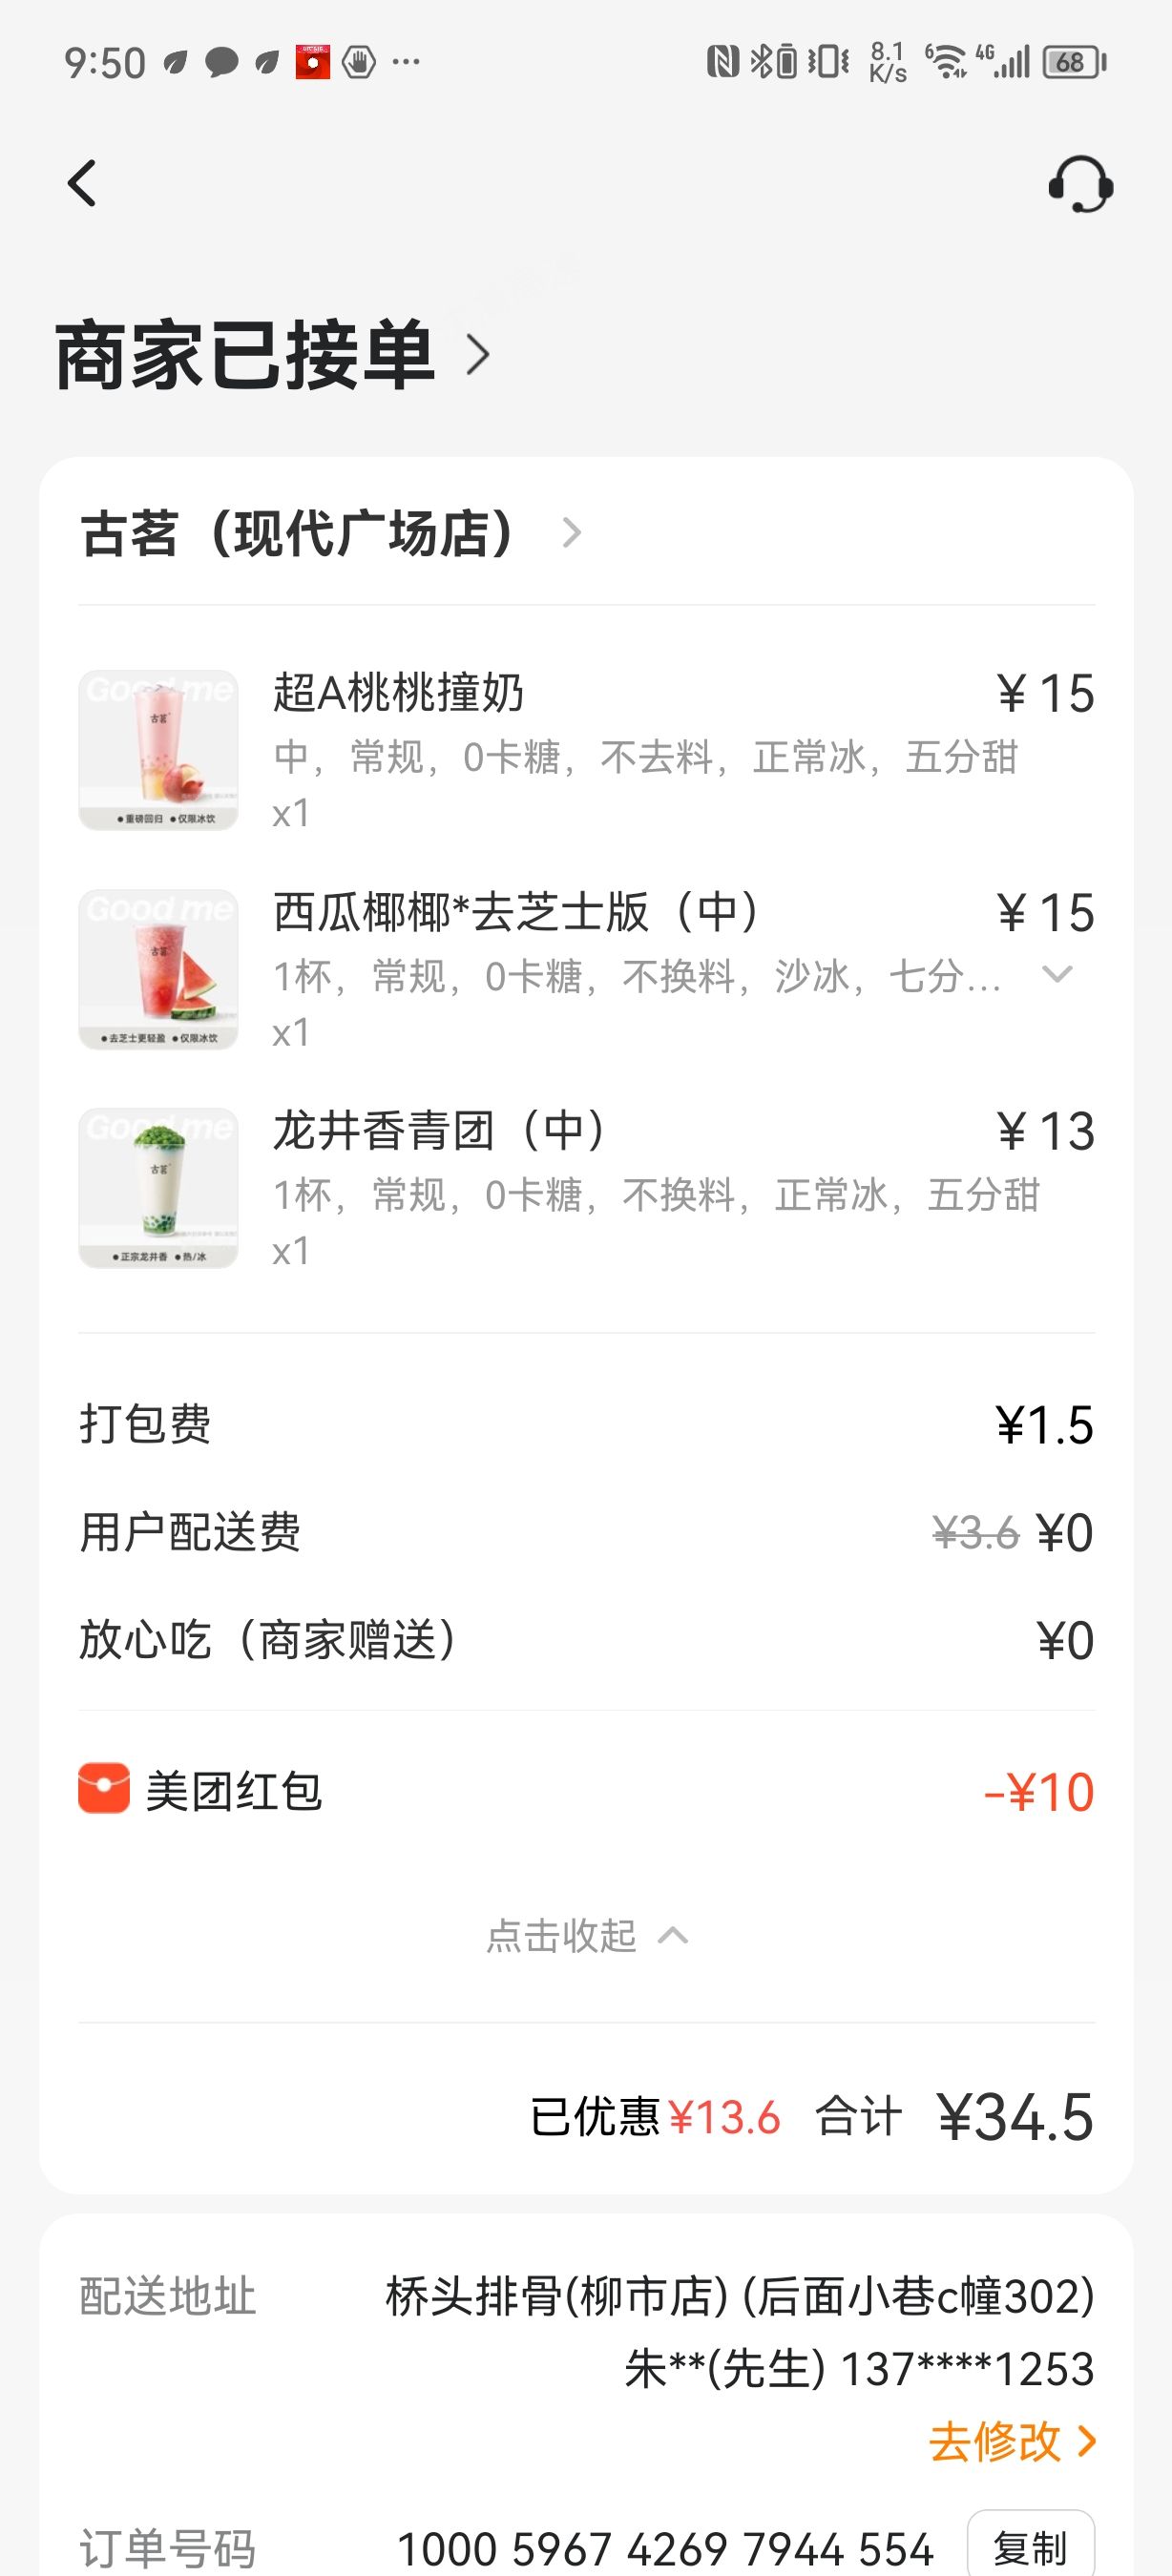 9:50
8.1
K/s
6
4G
68
商家已接单
古茗（现代广场店）
Good me
古茗
●重磅回归 ●仅限冰饮
超A桃桃撞奶
¥ 15
中，常规，0卡糖，不去料，正常冰，五分甜
x1
Good me
古茗
●去芝士更轻盈 ●仅限冰饮
西瓜椰椰*去芝士版（中）
¥ 15
1杯，常规，0卡糖，不换料，沙冰，七分...
x1
Good me
古茗
●正宗龙井香 ●热/冰
龙井香青团（中）
¥ 13
1杯，常规，0卡糖，不换料，正常冰，五分甜
x1
打包费 ¥1.5
用户配送费 ¥3.6 ¥0
放心吃（商家赠送） ¥0
美团红包 -¥10
点击收起
已优惠¥13.6 合计 ¥34.5
配送地址 桥头排骨(柳市店) (后面小巷c幢302)
朱**(先生) 137****1253
去修改
订单号码 1000 5967 4269 7944 554 复制